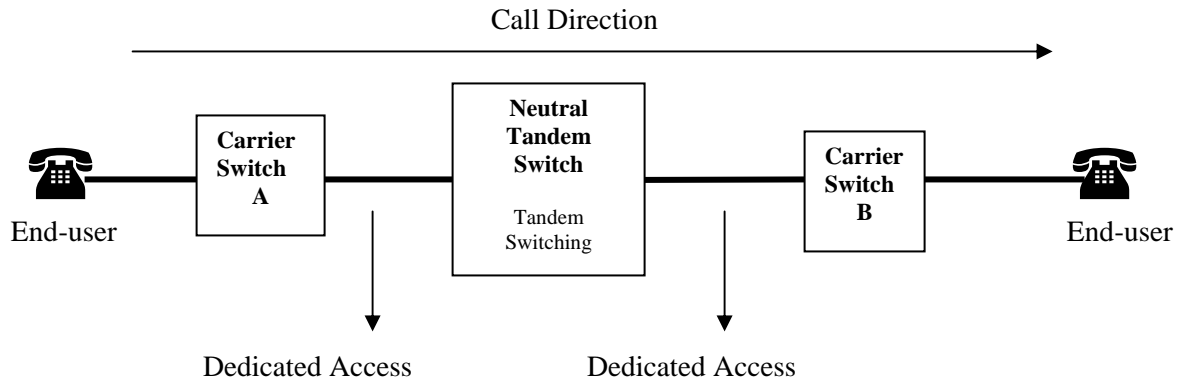 Call Direction
Neutral
Tandem
Switch
Tandem
Switching
Carrier
Switch
A
Carrier
Switch
B
End-user
End-user
Dedicated Access
Dedicated Access